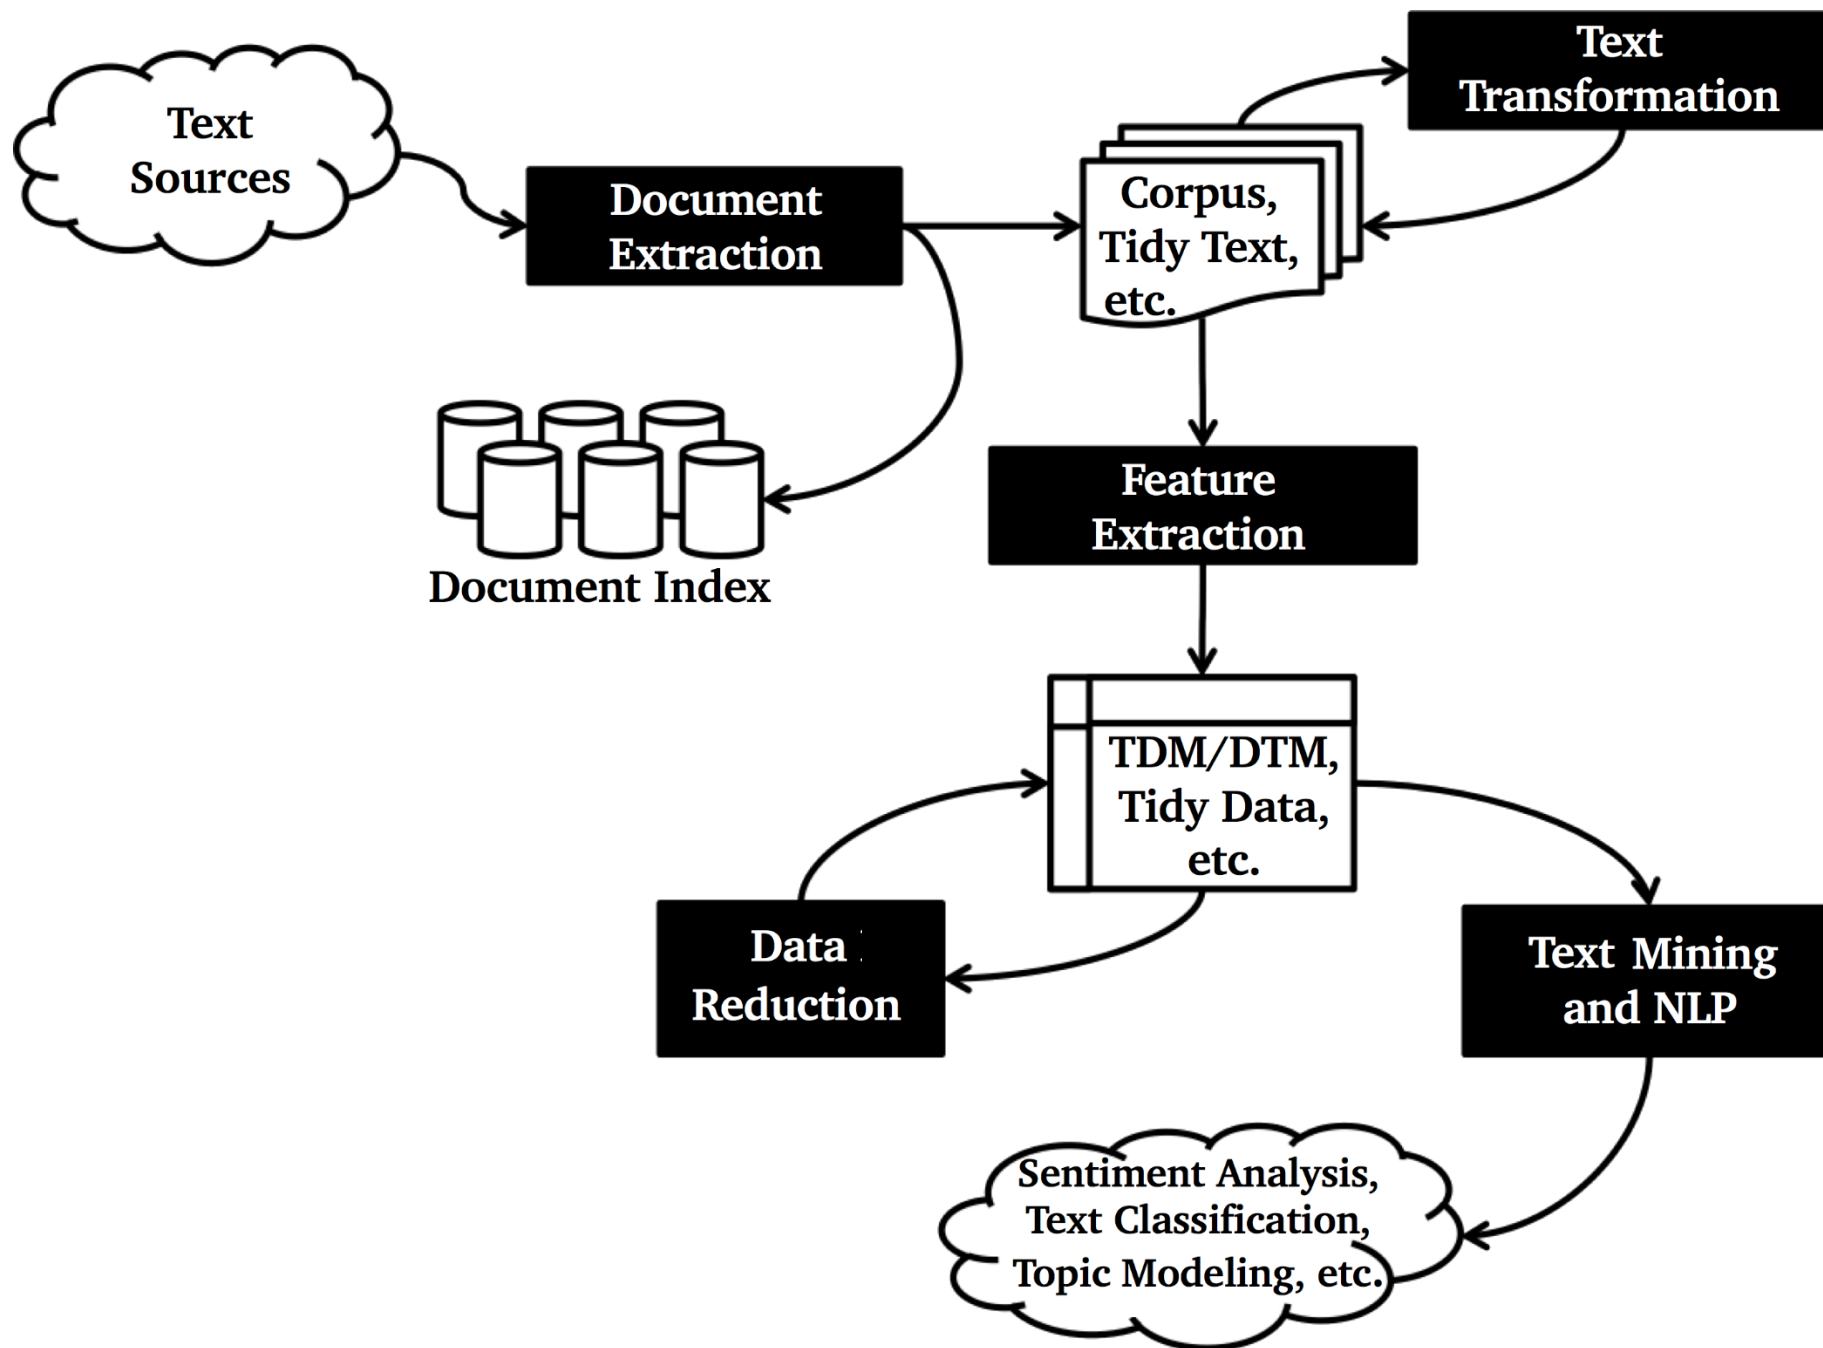 Text
Sources
Document
Extraction
Corpus,
Tidy Text,
etc.
Text
Transformation
Document Index
Feature
Extraction
TDM/DTM,
Tidy Data,
etc.
Data
Reduction
Text Mining
and NLP
Sentiment Analysis,
Text Classification,
Topic Modeling, etc.